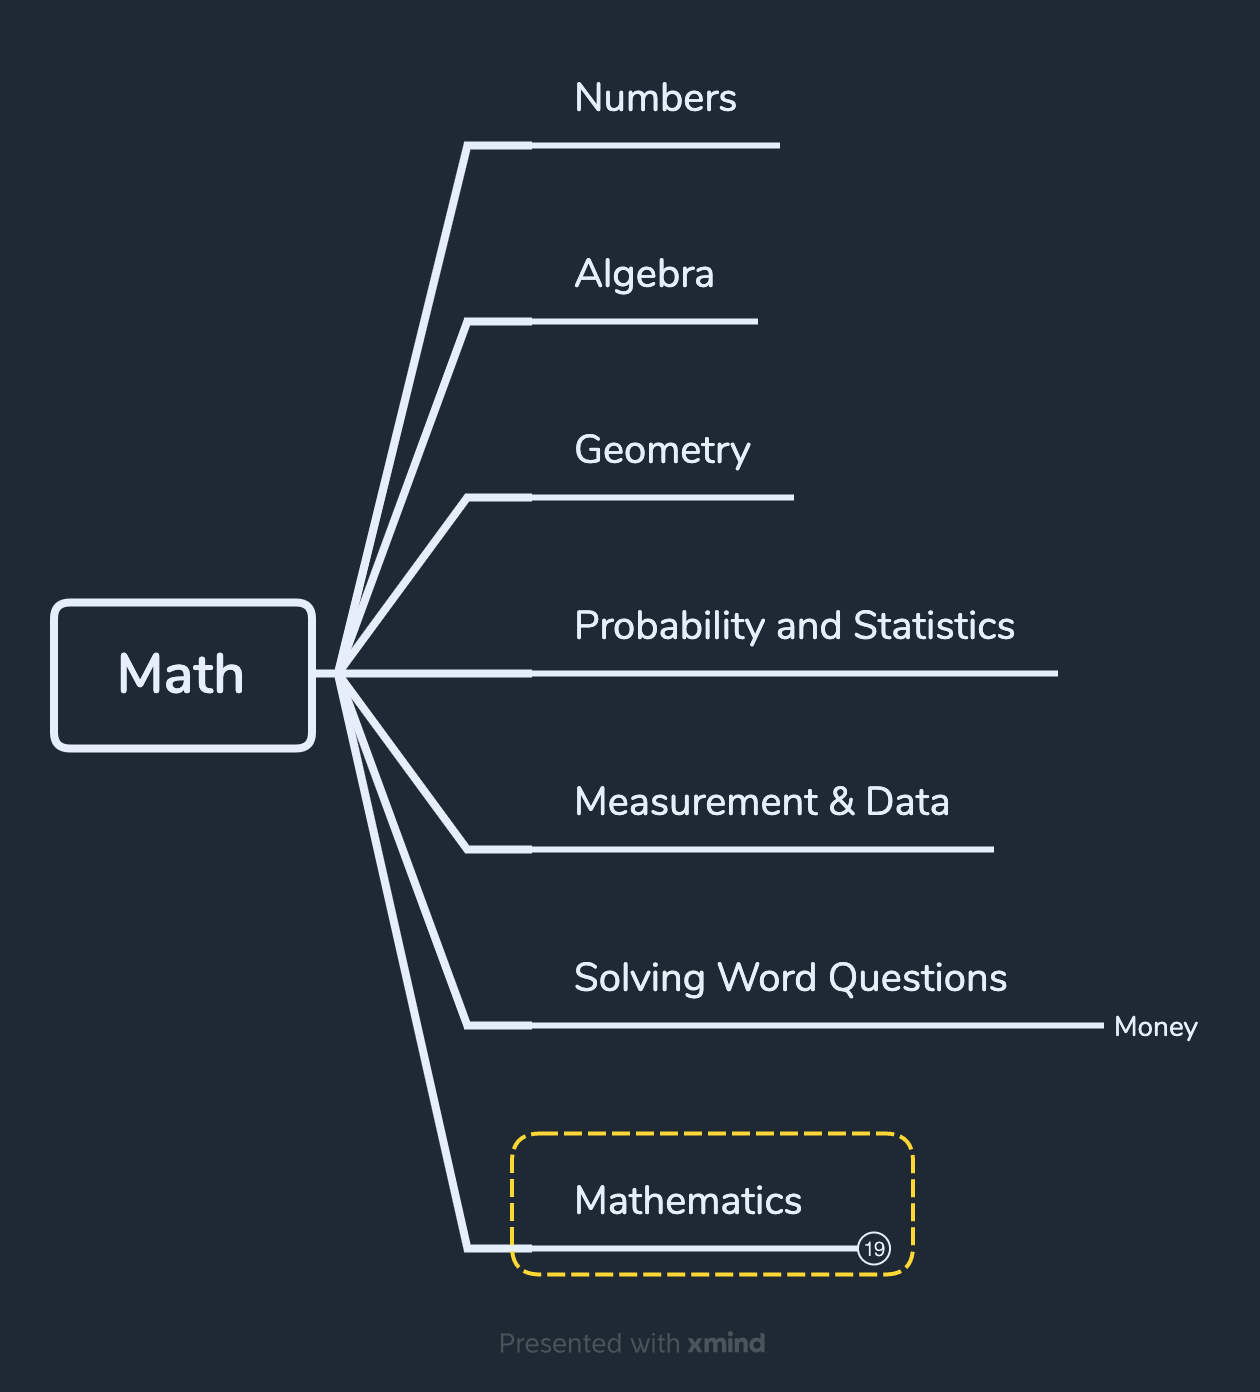 Numbers
Algebra
Geometry
Probability and Statistics
Math
Measurement & Data
Solving Word Questions
Money
Mathematics
19
Presented with xmind